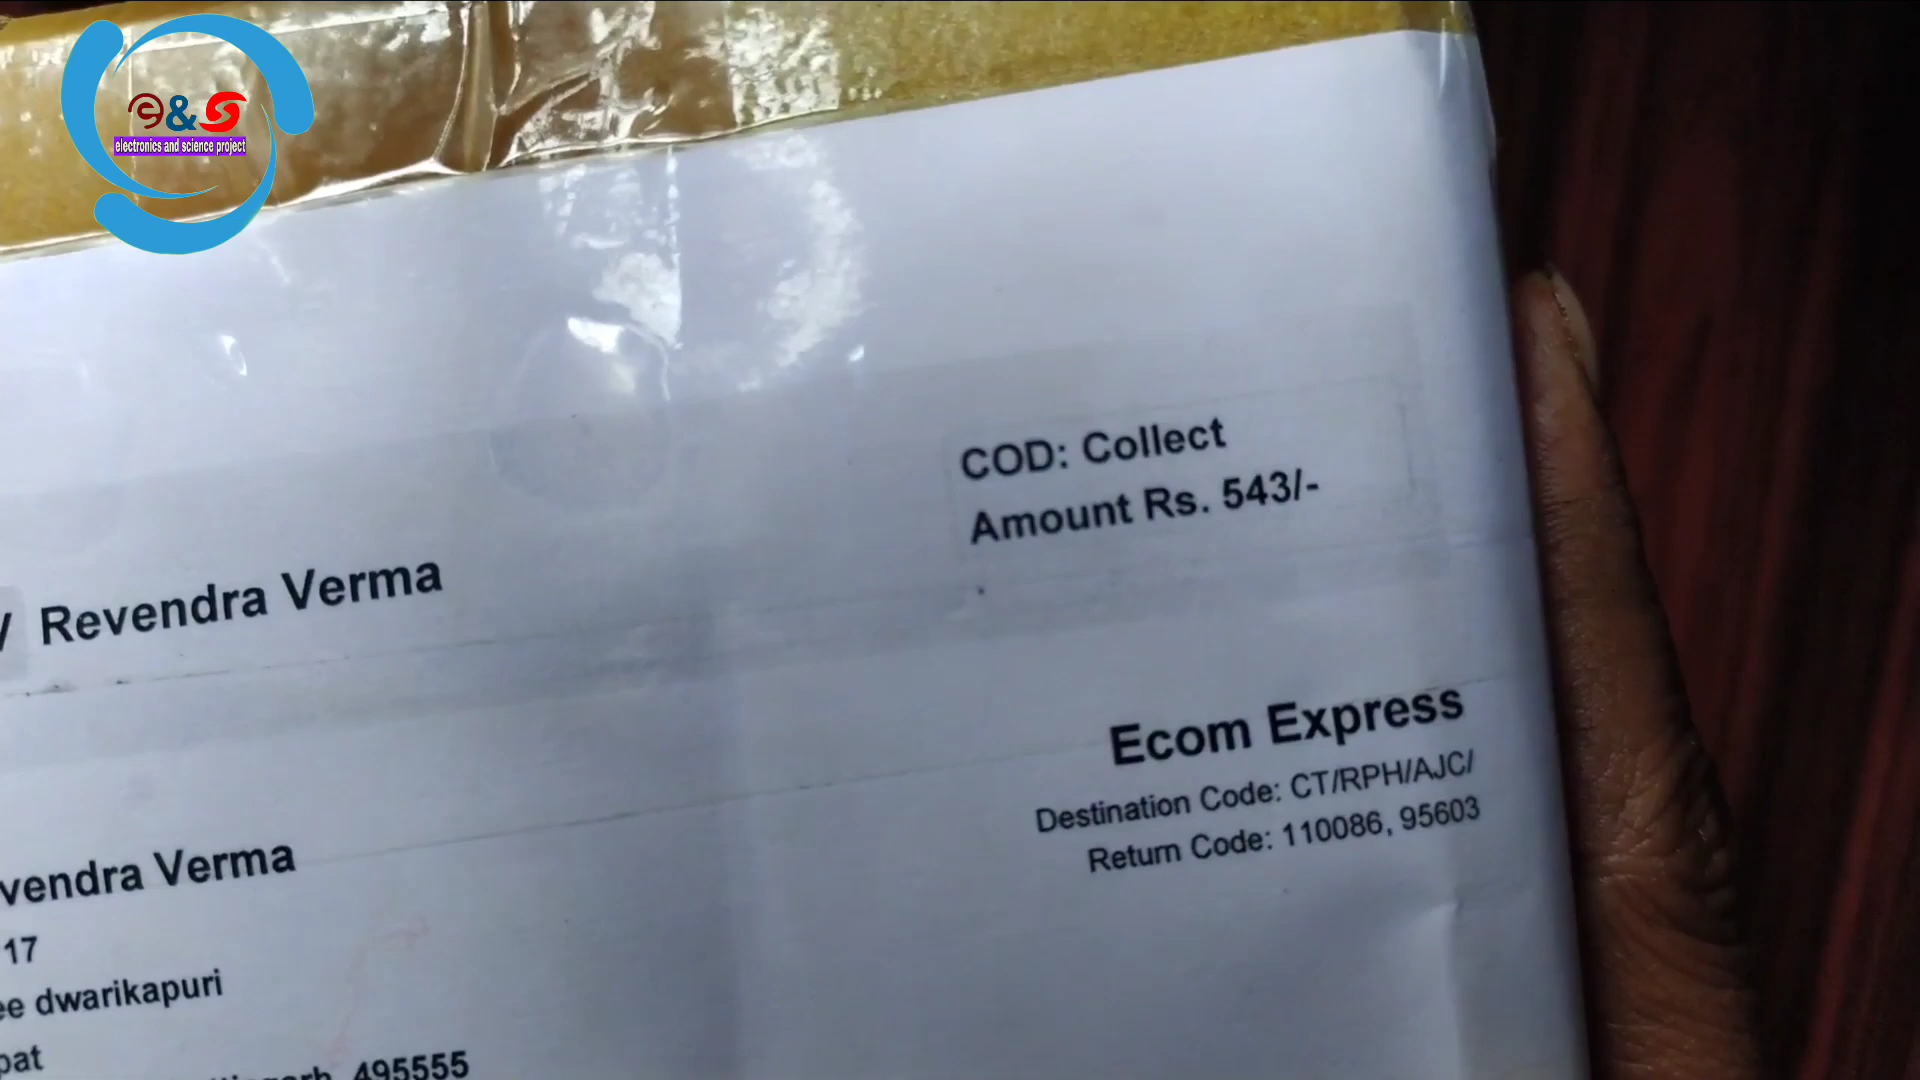 e&s
electronics and science project
COD: Collect
Amount Rs. 543/-
/ Revendra Verma
Ecom Express
Destination Code: CT/RPH/AJC/
Return Code: 110086, 95603
vendra Verma
17
ee dwarikapuri
pat
495555